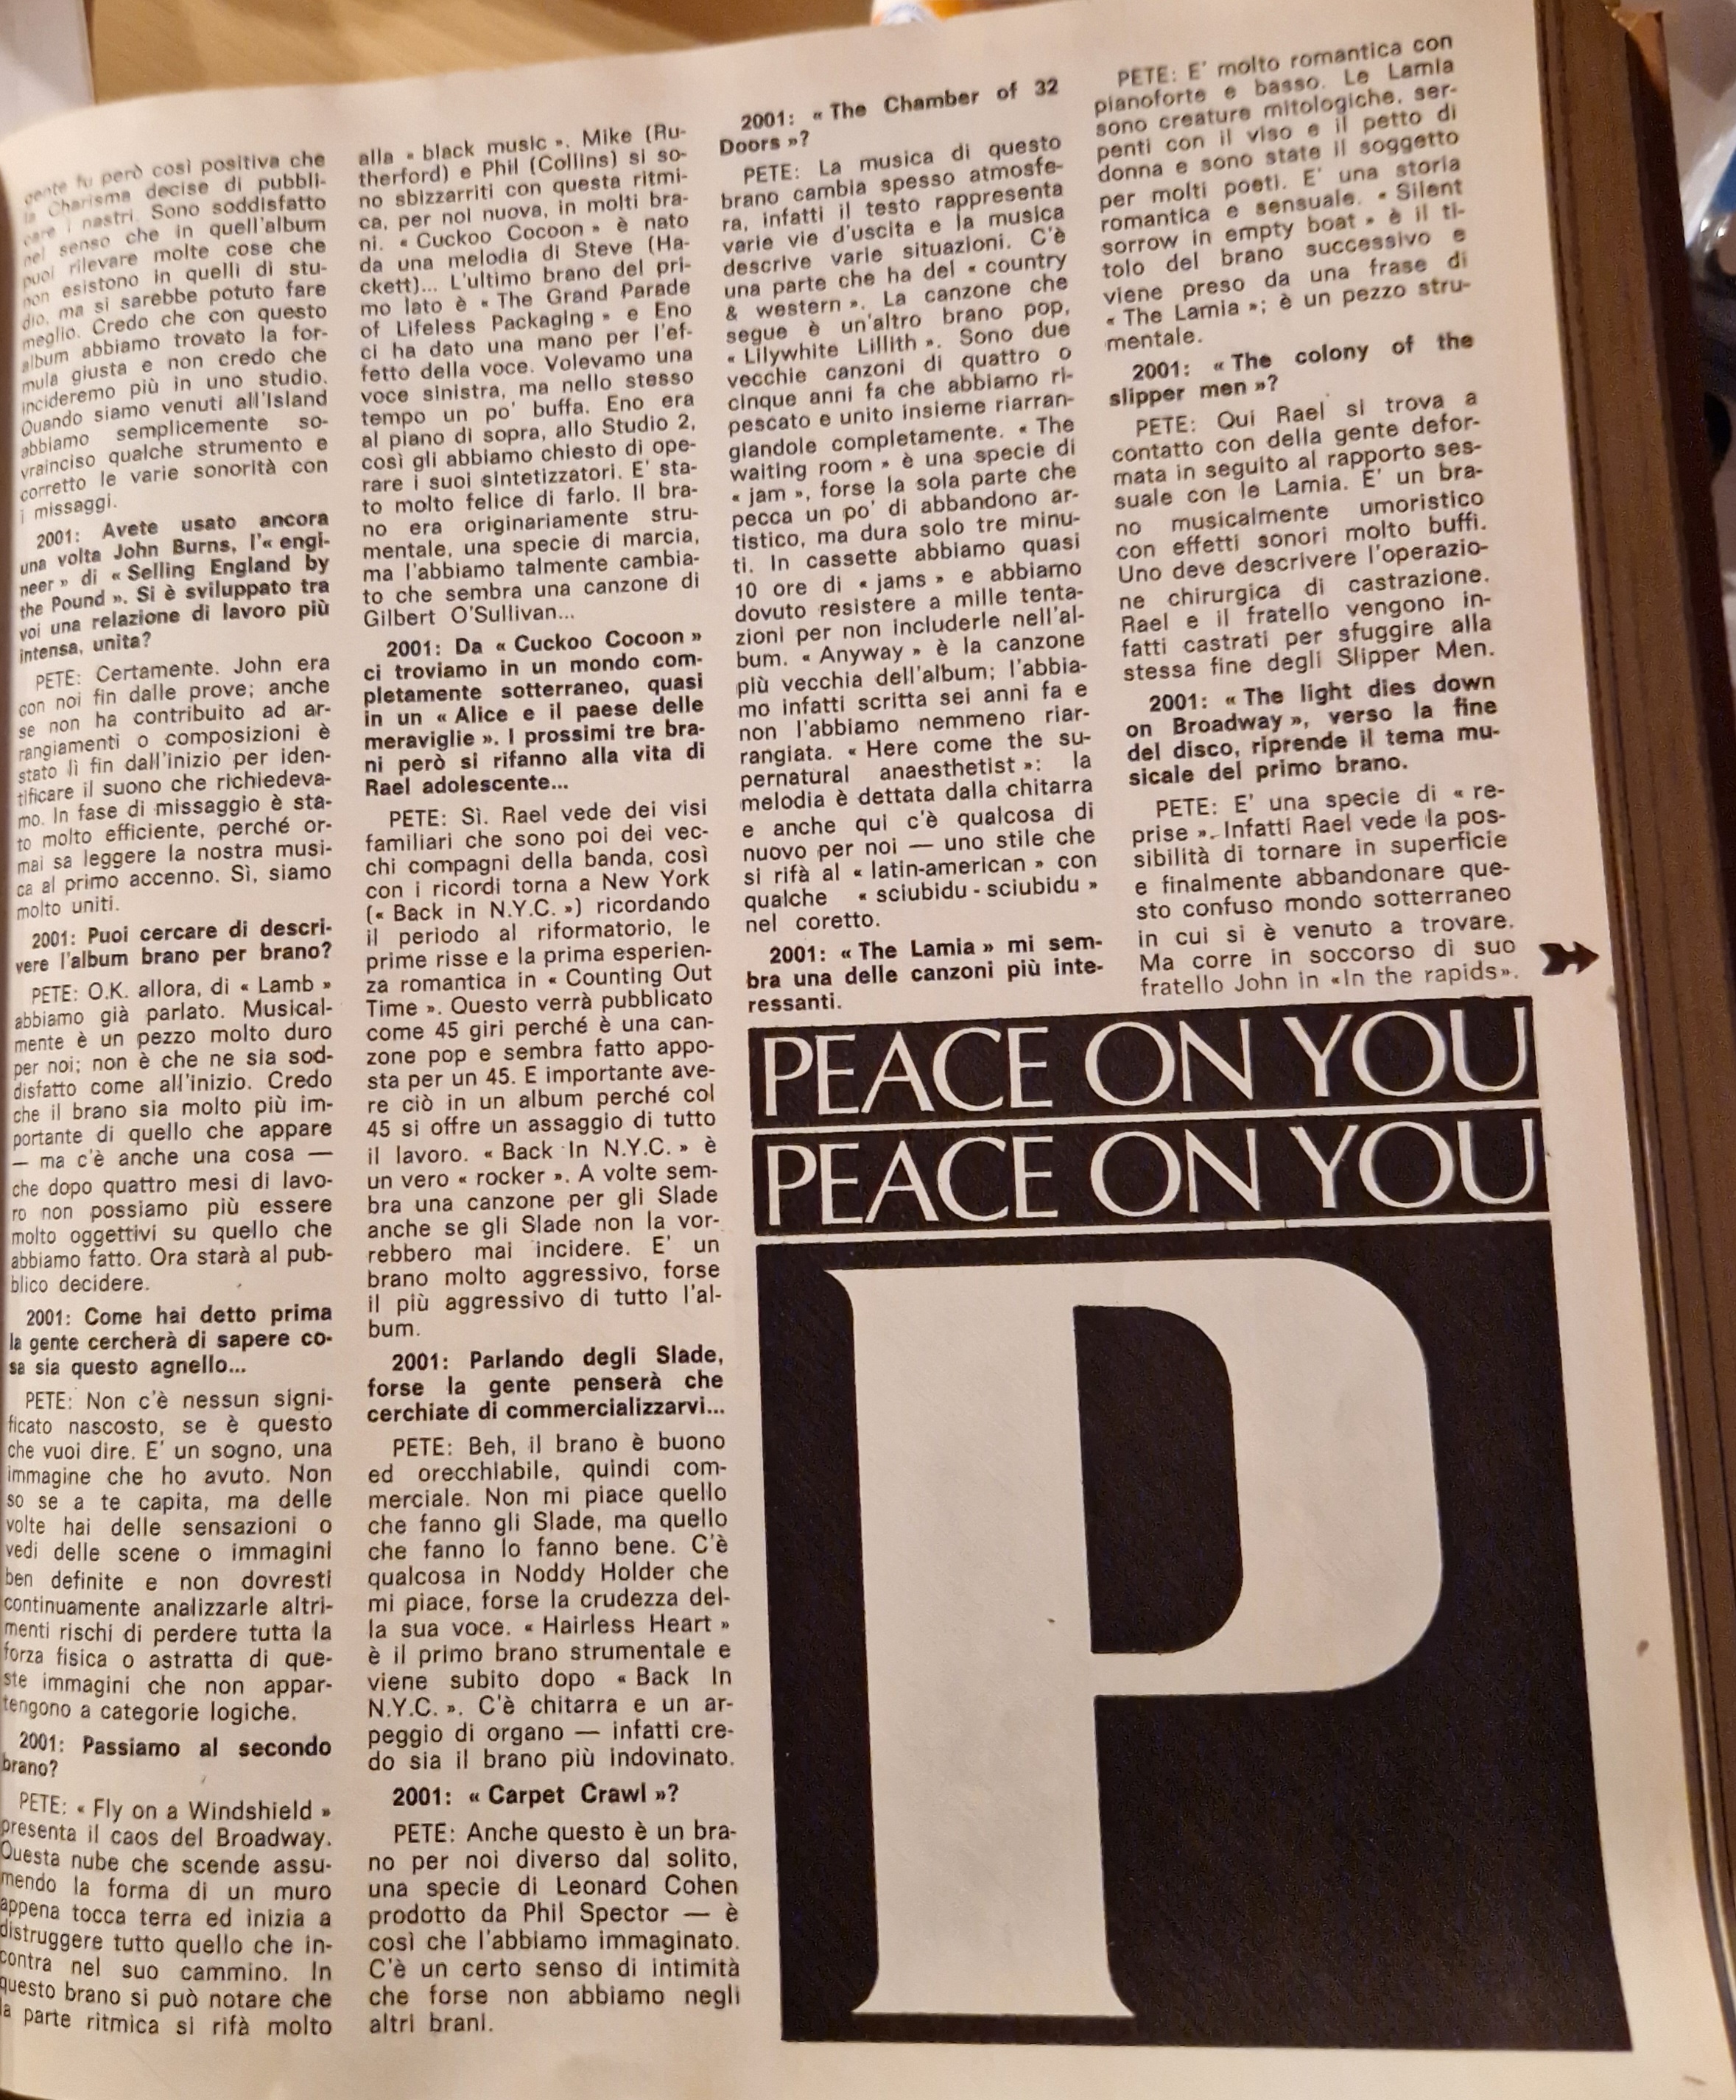 gente fu però così positiva che
la Charisma decise di pubbli-
care i nastri. Sono soddisfatto
nel senso che in quell'album
puoi rilevare molte cose che
non esistono in quelli di stu-
dio, ma si sarebbe potuto fare
meglio. Credo che con questo
album abbiamo trovato la for-
mula giusta e non credo che
incideremo più in uno studio.
Quando siamo venuti all'Island
abbiamo semplicemente so-
vrainciso qualche strumento e
corretto le varie sonorità con
i missaggi.
2001: Avete usato ancora
una volta John Burns, l'« engi-
neer » di « Selling England by
the Pound ». Si è sviluppato tra
voi una relazione di lavoro più
intensa, unita?
PETE: Certamente. John era
con noi fin dalle prove; anche
se non ha contribuito ad ar-
rangiamenti o composizioni è
stato lì fin dall'inizio per iden-
tificare il suono che richiedeva-
mo. In fase di missaggio è sta-
to molto efficiente, perché or-
mai sa leggere la nostra musi-
ca al primo accenno. Sì, siamo
molto uniti.
2001: Puoi cercare di descri-
vere l'album brano per brano?
PETE: O.K. allora, di « Lamb »
abbiamo già parlato. Musical-
mente è un pezzo molto duro
per noi; non è che ne sia sod-
disfatto come all'inizio. Credo
che il brano sia molto più im-
portante di quello che appare
— ma c'è anche una cosa —
che dopo quattro mesi di lavo-
ro non possiamo più essere
molto oggettivi su quello che
abbiamo fatto. Ora starà al pub-
blico decidere.
2001: Come hai detto prima
la gente cercherà di sapere co-
sa sia questo agnello...
PETE: Non c'è nessun signi-
ficato nascosto, se è questo
che vuoi dire. E' un sogno, una
immagine che ho avuto. Non
so se a te capita, ma delle
volte hai delle sensazioni o
vedi delle scene o immagini
ben definite e non dovresti
continuamente analizzarle altri-
menti rischi di perdere tutta la
forza fisica o astratta di que-
ste immagini che non appar-
tengono a categorie logiche.
2001: Passiamo al secondo
brano?
PETE: « Fly on a Windshield »
presenta il caos del Broadway.
Questa nube che scende assu-
mendo la forma di un muro
appena tocca terra ed inizia a
distruggere tutto quello che in-
contra nel suo cammino. In
questo brano si può notare che
la parte ritmica si rifà molto
alla « black music ». Mike (Ru-
therford) e Phil (Collins) si so-
no sbizzarriti con questa ritmi-
ca, per noi nuova, in molti bra-
ni. « Cuckoo Cocoon » è nato
da una melodia di Steve (Ha-
ckett)... L'ultimo brano del pri-
mo lato è « The Grand Parade
of Lifeless Packaging » e Eno
ci ha dato una mano per l'ef-
fetto della voce. Volevamo una
voce sinistra, ma nello stesso
tempo un po' buffa. Eno era
al piano di sopra, allo Studio 2,
così gli abbiamo chiesto di ope-
rare i suoi sintetizzatori. E' sta-
to molto felice di farlo. Il bra-
no era originariamente stru-
mentale, una specie di marcia,
ma l'abbiamo talmente cambia-
to che sembra una canzone di
Gilbert O'Sullivan...
2001: Da « Cuckoo Cocoon »
ci troviamo in un mondo com-
pletamente sotterraneo, quasi
in un « Alice e il paese delle
meraviglie ». I prossimi tre bra-
ni però si rifanno alla vita di
Rael adolescente...
PETE: Sì. Rael vede dei visi
familiari che sono poi dei vec-
chi compagni della banda, così
con i ricordi torna a New York
(« Back in N.Y.C. ») ricordando
il periodo al riformatorio, le
prime risse e la prima esperien-
za romantica in « Counting Out
Time ». Questo verrà pubblicato
come 45 giri perché è una can-
zone pop e sembra fatto appo-
sta per un 45. E importante ave-
re ciò in un album perché col
45 si offre un assaggio di tutto
il lavoro. « Back In N.Y.C. » è
un vero « rocker ». A volte sem-
bra una canzone per gli Slade
anche se gli Slade non la vor-
rebbero mai incidere. E' un
brano molto aggressivo, forse
il più aggressivo di tutto l'al-
bum.
2001: Parlando degli Slade,
forse la gente penserà che
cerchiate di commercializzarvi...
PETE: Beh, il brano è buono
ed orecchiabile, quindi com-
merciale. Non mi piace quello
che fanno gli Slade, ma quello
che fanno lo fanno bene. C'è
qualcosa in Noddy Holder che
mi piace, forse la crudezza del-
la sua voce. « Hairless Heart »
è il primo brano strumentale e
viene subito dopo « Back In
N.Y.C. ». C'è chitarra e un ar-
peggio di organo — infatti cre-
do sia il brano più indovinato.
2001: « Carpet Crawl »?
PETE: Anche questo è un bra-
no per noi diverso dal solito,
una specie di Leonard Cohen
prodotto da Phil Spector — è
così che l'abbiamo immaginato.
C'è un certo senso di intimità
che forse non abbiamo negli
altri brani.
2001: « The Chamber of 32
Doors »?
PETE: La musica di questo
brano cambia spesso atmosfe-
ra, infatti il testo rappresenta
varie vie d'uscita e la musica
descrive varie situazioni. C'è
una parte che ha del « country
& western ». La canzone che
segue è un'altro brano pop,
« Lilywhite Lillith ». Sono due
vecchie canzoni di quattro o
cinque anni fa che abbiamo ri-
pescato e unito insieme riarran-
giandole completamente. « The
waiting room » è una specie di
« jam », forse la sola parte che
pecca un po' di abbandono ar-
tistico, ma dura solo tre minu-
ti. In cassette abbiamo quasi
10 ore di « jams » e abbiamo
dovuto resistere a mille tenta-
zioni per non includerle nell'al-
bum. « Anyway » è la canzone
più vecchia dell'album; l'abbia-
mo infatti scritta sei anni fa e
non l'abbiamo nemmeno riar-
rangiata. « Here come the su-
pernatural anaesthetist »: la
melodia è dettata dalla chitarra
e anche qui c'è qualcosa di
nuovo per noi — uno stile che
si rifà al « latin-american » con
qualche « sciubidu - sciubidu »
nel coretto.
2001: « The Lamia » mi sem-
bra una delle canzoni più inte-
ressanti.
PETE: E' molto romantica con
pianoforte e basso. Le Lamia
sono creature mitologiche, ser-
penti con il viso e il petto di
donna e sono state il soggetto
per molti poeti. E' una storia
romantica e sensuale. « Silent
sorrow in empty boat » è il ti-
tolo del brano successivo e
viene preso da una frase di
« The Lamia »; è un pezzo stru-
mentale.
2001: « The colony of the
slipper men »?
PETE: Qui Rael si trova a
contatto con della gente defor-
mata in seguito al rapporto ses-
suale con le Lamia. E' un bra-
no musicalmente umoristico
con effetti sonori molto buffi.
Uno deve descrivere l'operazio-
ne chirurgica di castrazione.
Rael e il fratello vengono in-
fatti castrati per sfuggire alla
stessa fine degli Slipper Men.
2001: « The light dies down
on Broadway », verso la fine
del disco, riprende il tema mu-
sicale del primo brano.
PETE: E' una specie di « re-
prise ». Infatti Rael vede la pos-
sibilità di tornare in superficie
e finalmente abbandonare que-
sto confuso mondo sotterraneo
in cui si è venuto a trovare.
Ma corre in soccorso di suo
fratello John in «In the rapids».
PEACE ON YOU
PEACE ON YOU
P